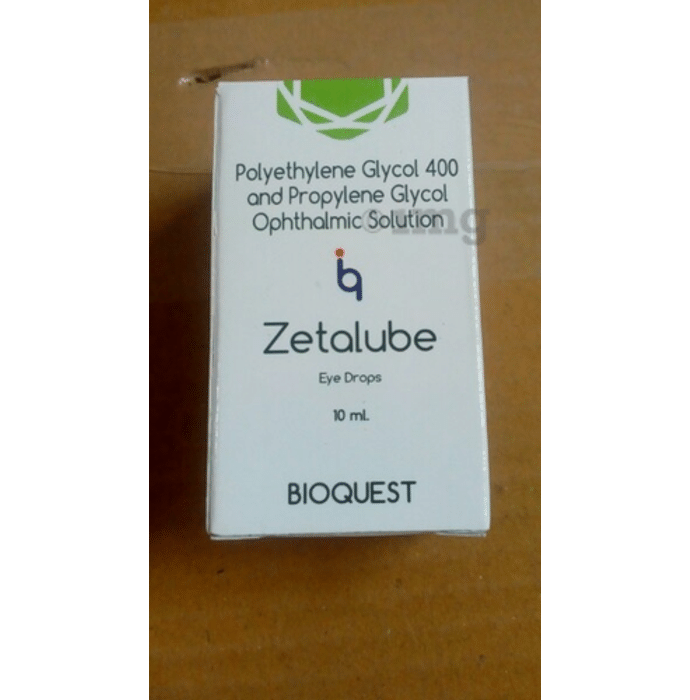 Polyethylene Glycol 400
and Propylene Glycol
Ophthalmic Solution
Zetalube
Eye Drops
10 ml.
BIOQUEST